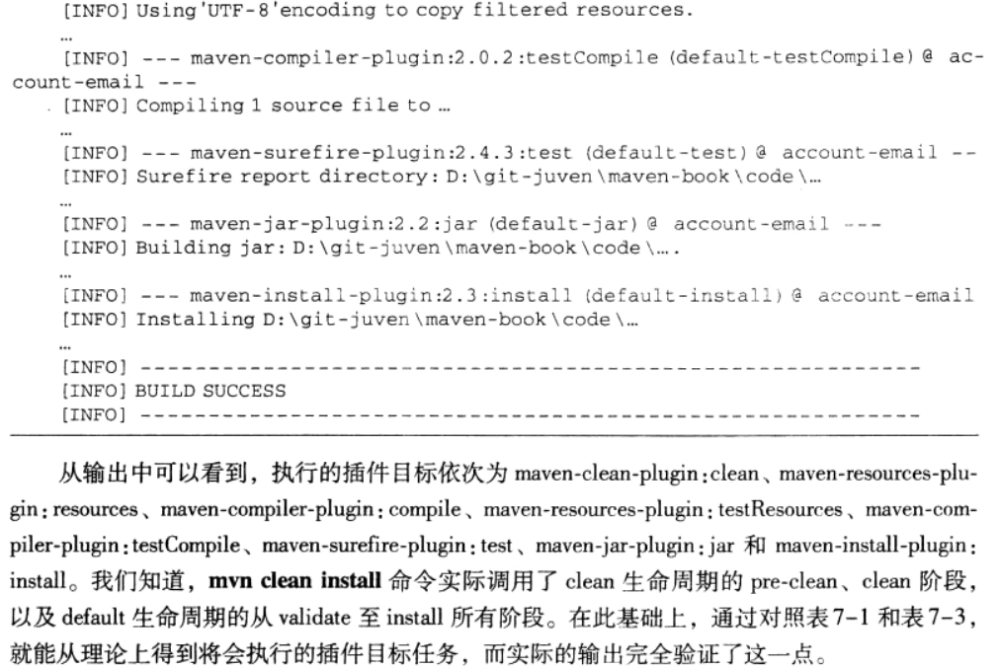 [INFO] Using 'UTF-8' encoding to copy filtered resources.
…
[INFO] --- maven-compiler-plugin:2.0.2:testCompile (default-testCompile) @ ac-
count-email ---
[INFO] Compiling 1 source file to …
…
[INFO] --- maven-surefire-plugin:2.4.3:test (default-test) @ account-email --
[INFO] Surefire report directory: D:\git-juven\maven-book\code\…
…
[INFO] --- maven-jar-plugin:2.2:jar (default-jar) @ account-email ---
[INFO] Building jar: D:\git-juven\maven-book\code\….
…
[INFO] --- maven-install-plugin:2.3:install (default-install) @ account-email
[INFO] Installing D:\git-juven\maven-book\code\…
…
[INFO] ----------------------------------------------------------
[INFO] BUILD SUCCESS
[INFO] ----------------------------------------------------------
从输出中可以看到，执行的插件目标依次为 maven-clean-plugin:clean、maven-resources-plu-
gin:resources、maven-compiler-plugin:compile、maven-resources-plugin:testResources、maven-com-
piler-plugin:testCompile、maven-surefire-plugin:test、maven-jar-plugin:jar 和 maven-install-plugin:
install。我们知道，mvn clean install 命令实际调用了 clean 生命周期的 pre-clean、clean 阶段，
以及 default 生命周期的从 validate 至 install 所有阶段。在此基础上，通过对照表7-1 和表7-3，
就能从理论上得到将会执行的插件目标任务，而实际的输出完全验证了这一点。